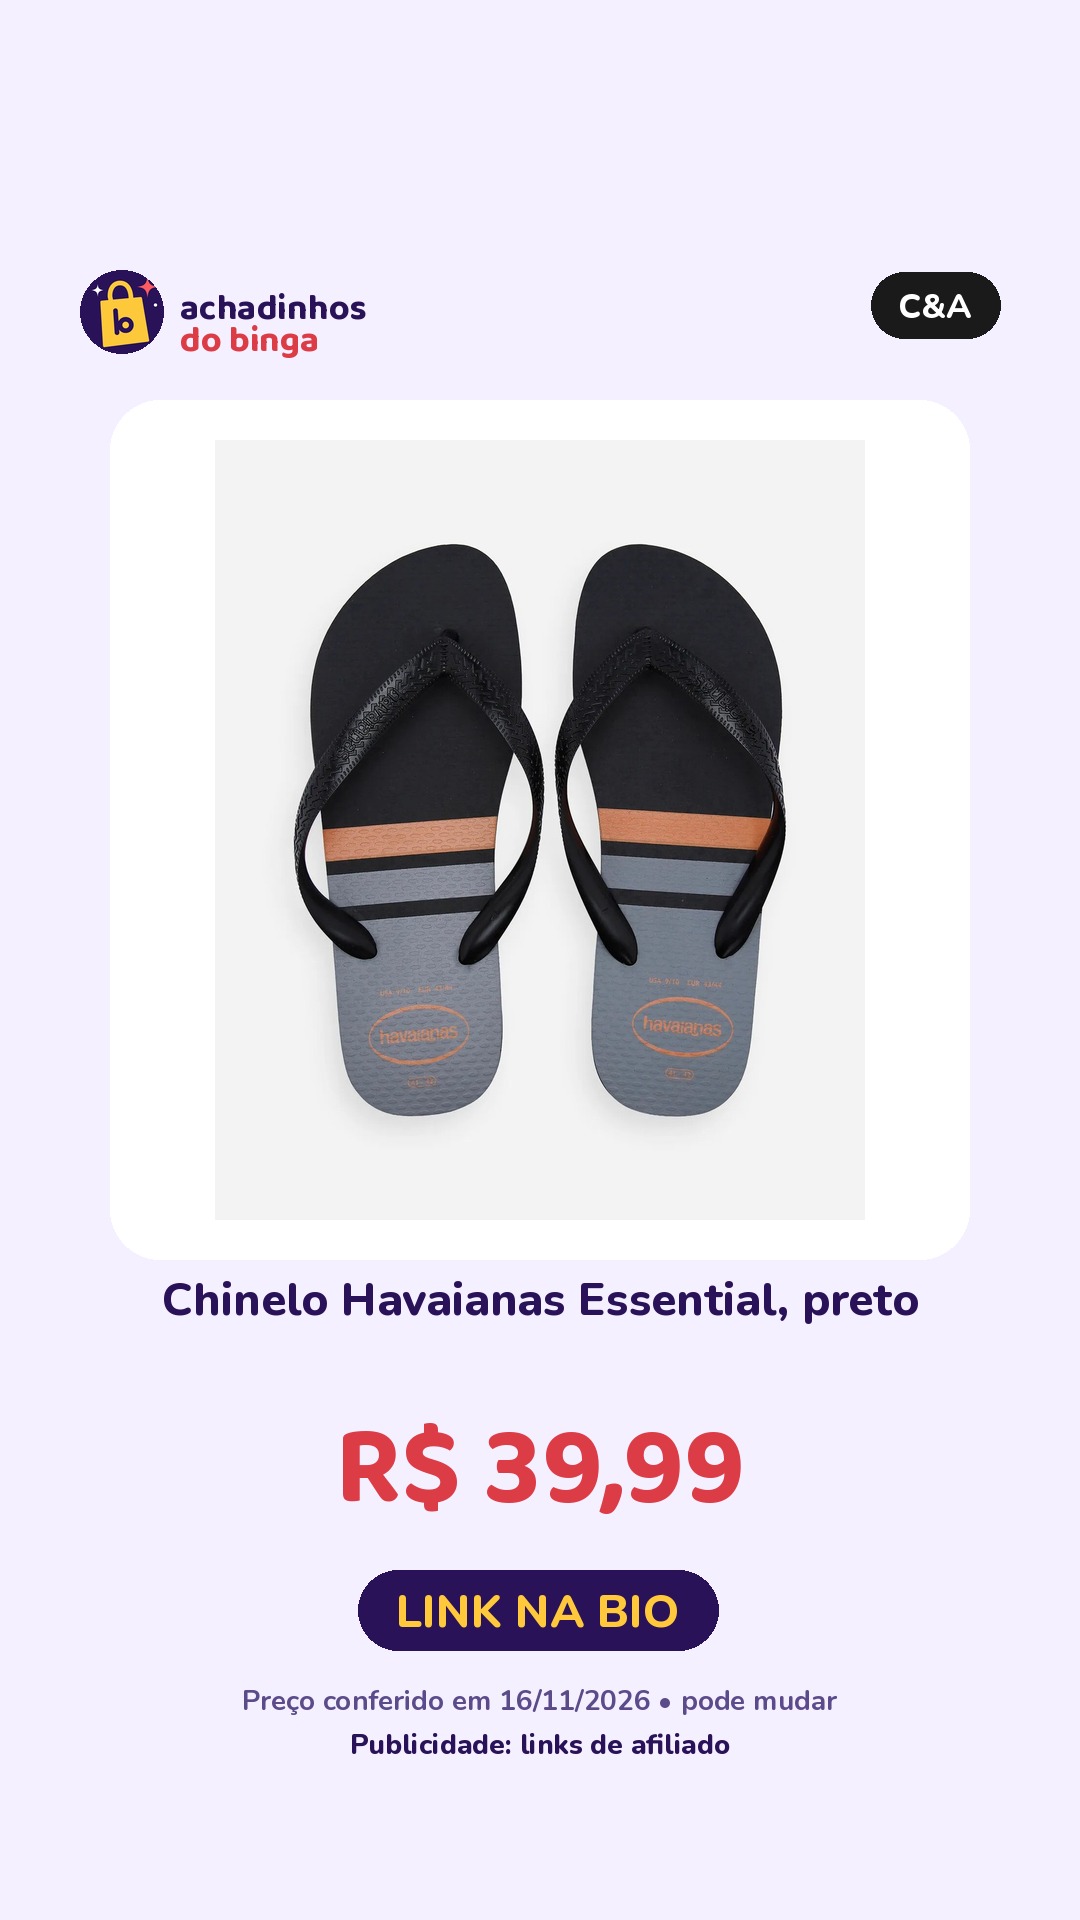 achadinhos
do binga
C&A
havaianas
havaianas
Chinelo Havaianas Essential, preto
R$ 39,99
LINK NA BIO
Preço conferido em 16/11/2026 • pode mudar
Publicidade: links de afiliado